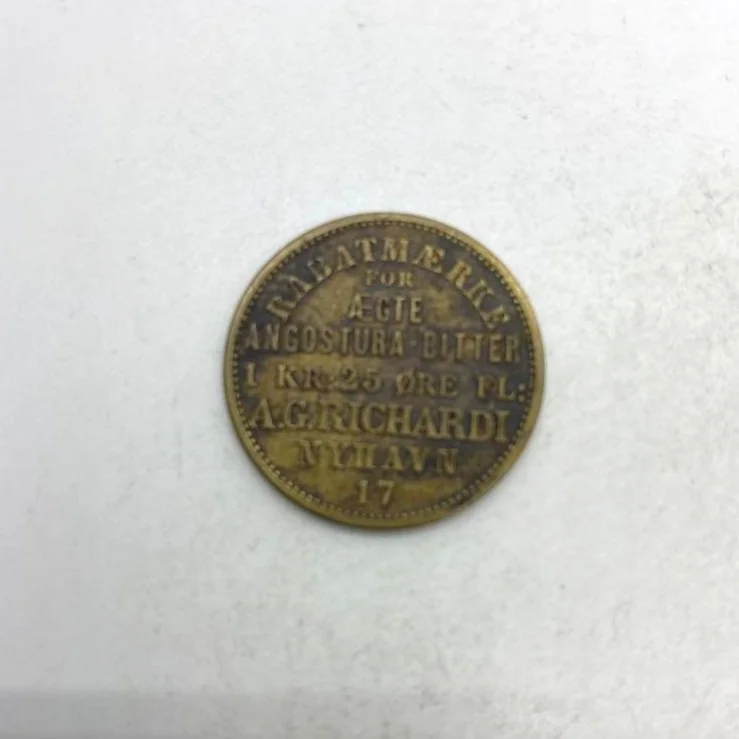 RABATMÆRKE
FOR
ÆGTE
ANGOSTURA-BITTER
1 KR: 25 ØRE FL:
A.G. RICHARDI
NYHAVN
17